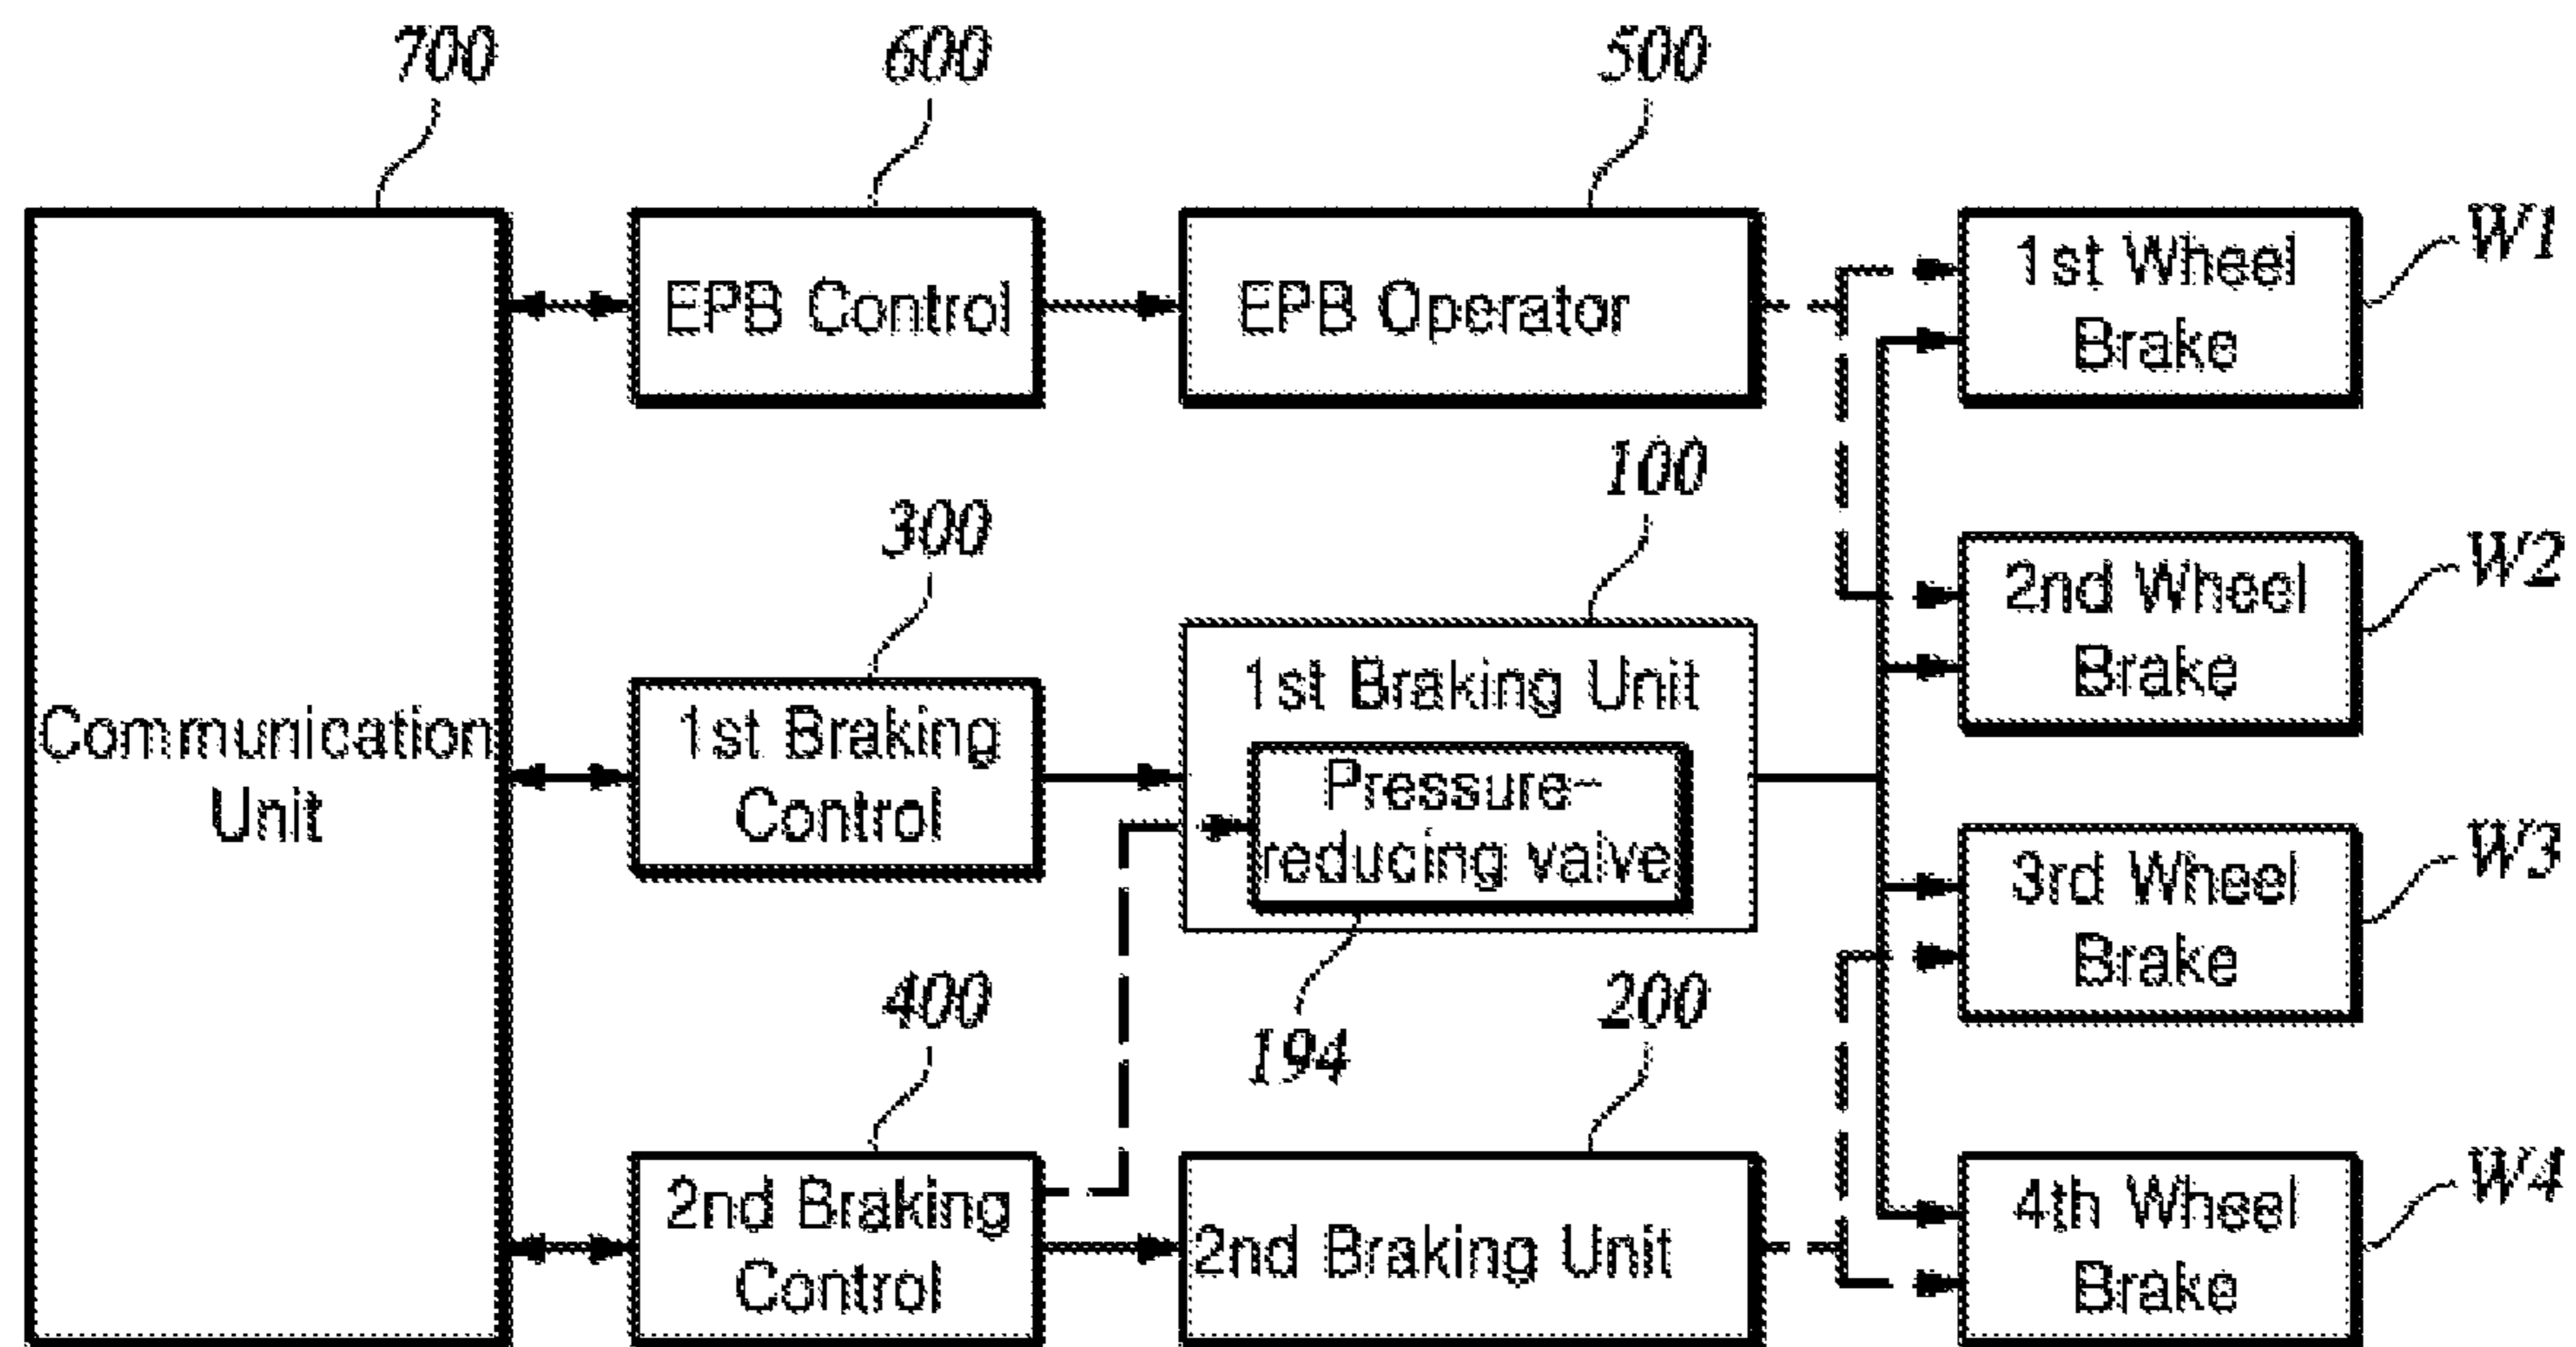 700
600
500
EPB Control
EPB Operator
1st Wheel
Brake
W1
300
100
2nd Wheel
Brake
W2
Communication
Unit
1st Braking
Control
1st Braking Unit
Pressure-
reducing valve
194
3rd Wheel
Brake
W3
400
200
2nd Braking
Control
2nd Braking Unit
4th Wheel
Brake
W4